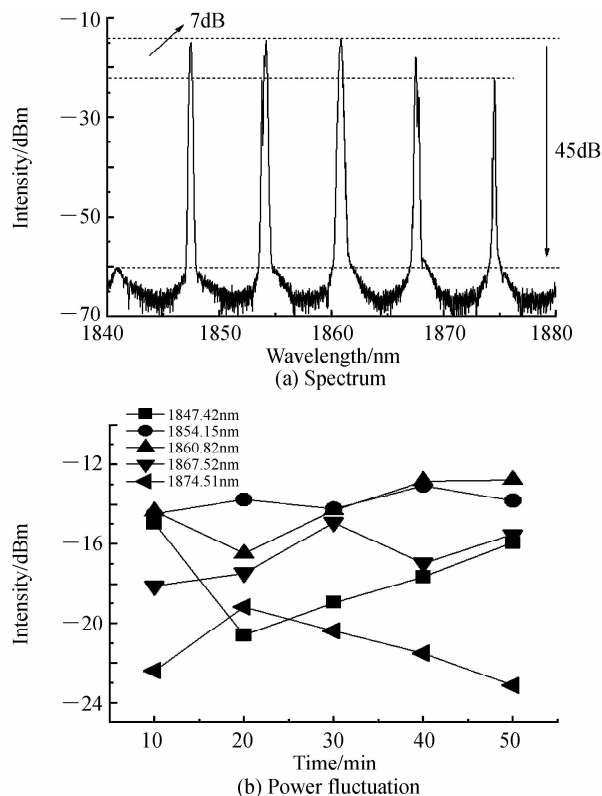 −10
7dB
−30
45dB
−50
−70
Intensity/dBm
1840 1850 1860 1870 1880
Wavelength/nm
(a) Spectrum
1847.42nm
1854.15nm
1860.82nm
1867.52nm
1874.51nm
−12
−16
−20
−24
Intensity/dBm
10 20 30 40 50
Time/min
(b) Power fluctuation